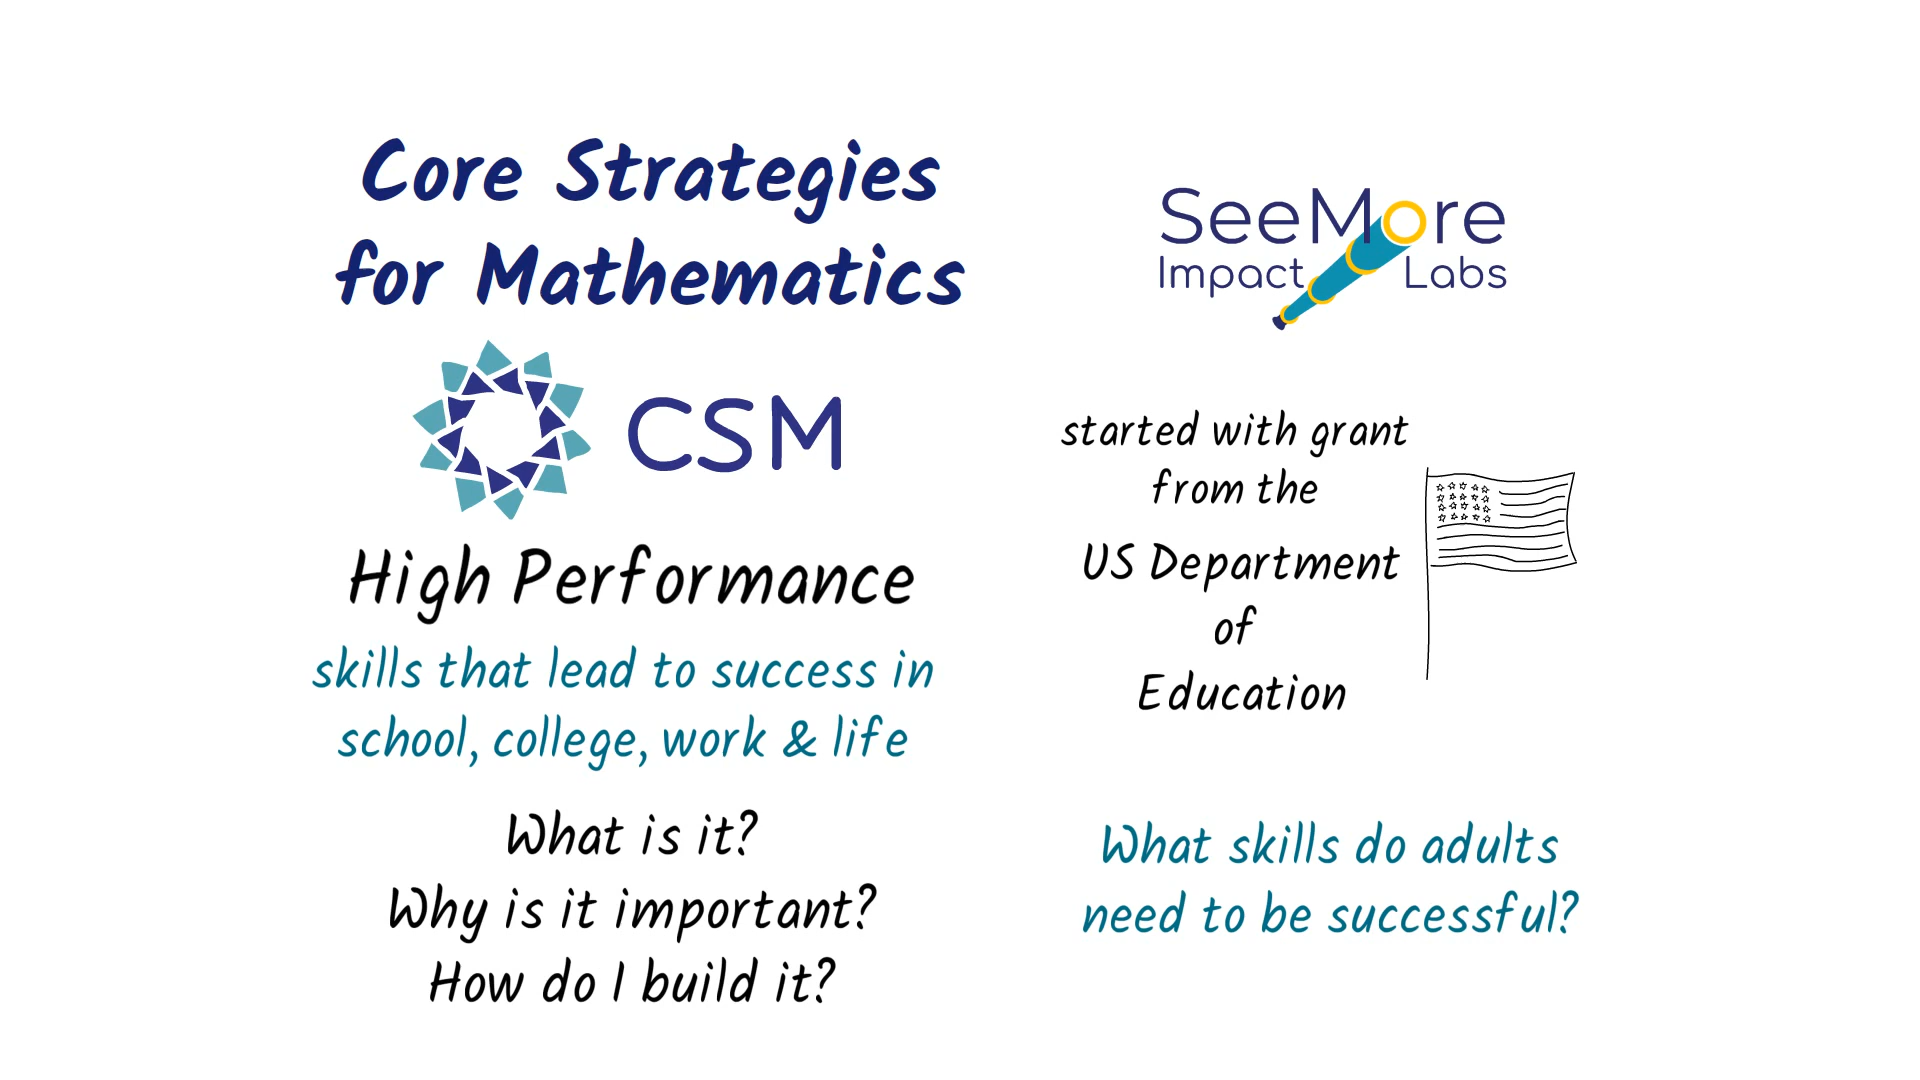 Core Strategies
for Mathematics
CSM
High Performance
skills that lead to success in
school, college, work & life
What is it?
Why is it important?
How do I build it?
SeeMore
Impact Labs
started with grant
from the
US Department
of
Education
What skills do adults
need to be successful?